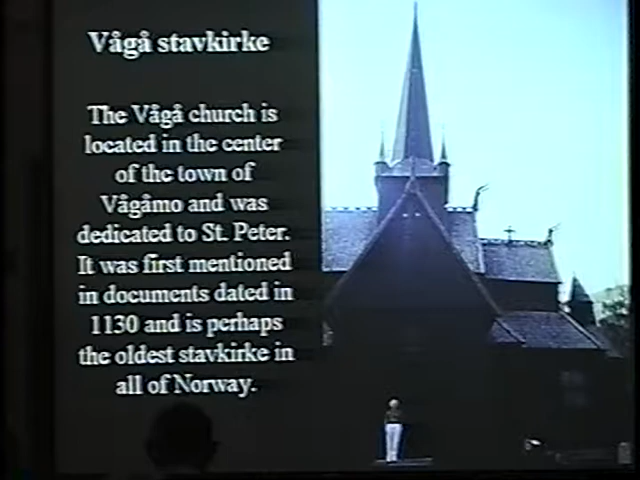 Vågå stavkirke
The Vågå church is
located in the center
of the town of
Vågåmo and was
dedicated to St. Peter.
It was first mentioned
in documents dated in
1130 and is perhaps
the oldest stavkirke in
all of Norway.